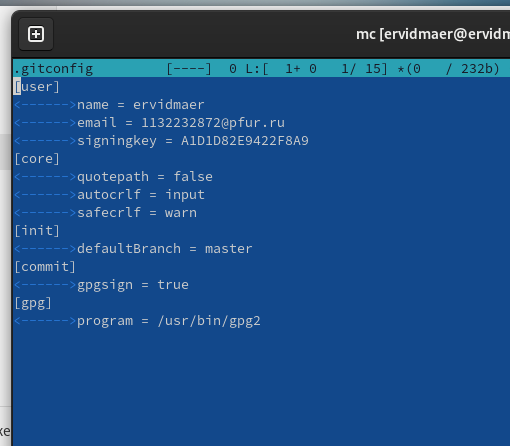 mc [ervidmaer@ervidm
.gitconfig [----] 0 L:[ 1+ 0 1/ 15] *(0 / 232b)
[user]
<------>name = ervidmaer
<------>email = 1132232872@pfur.ru
<------>signingkey = A1D1D82E9422F8A9
[core]
<------>quotepath = false
<------>autocrlf = input
<------>safecrlf = warn
[init]
<------>defaultBranch = master
[commit]
<------>gpgsign = true
[gpg]
<------>program = /usr/bin/gpg2